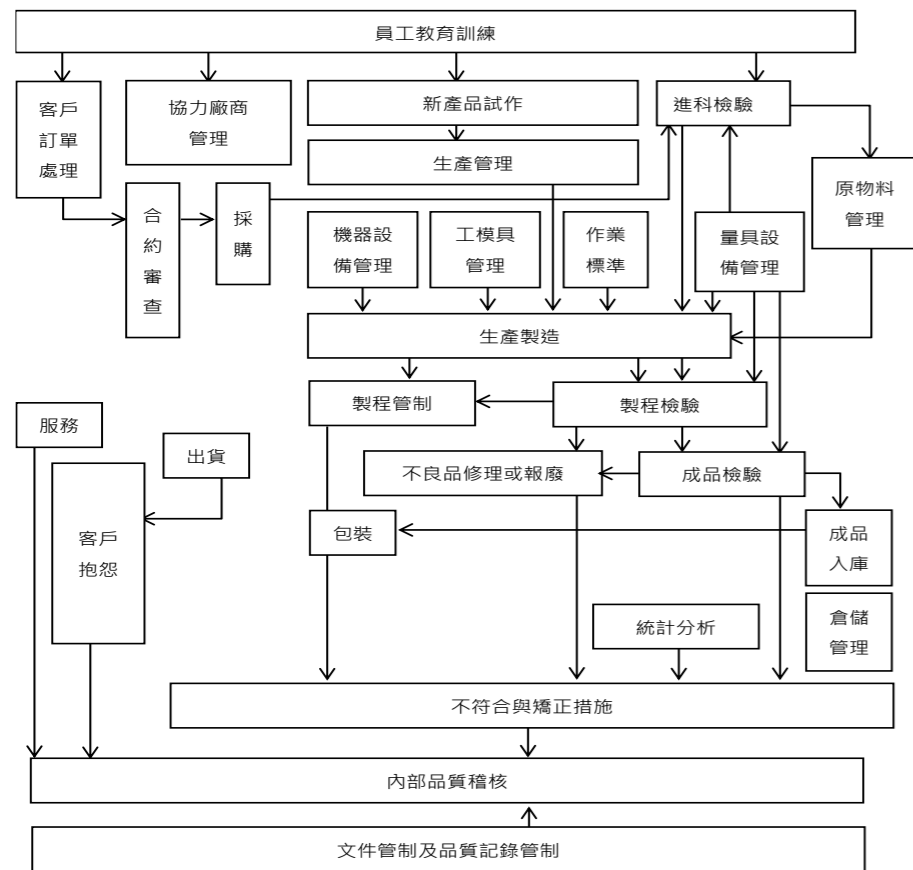 員工教育訓練
客戶
訂單
處理
協力廠商
管理
新產品試作
進科檢驗
生產管理
原物料
管理
合
約
審
查
採
購
機器設
備管理
工模具
管理
作業
標準
量具設
備管理
生產製造
製程管制
製程檢驗
服務
出貨
不良品修理或報廢
成品檢驗
客戶
抱怨
包裝
成品
入庫
統計分析
倉儲
管理
不符合與矯正措施
內部品質稽核
文件管制及品質記錄管制